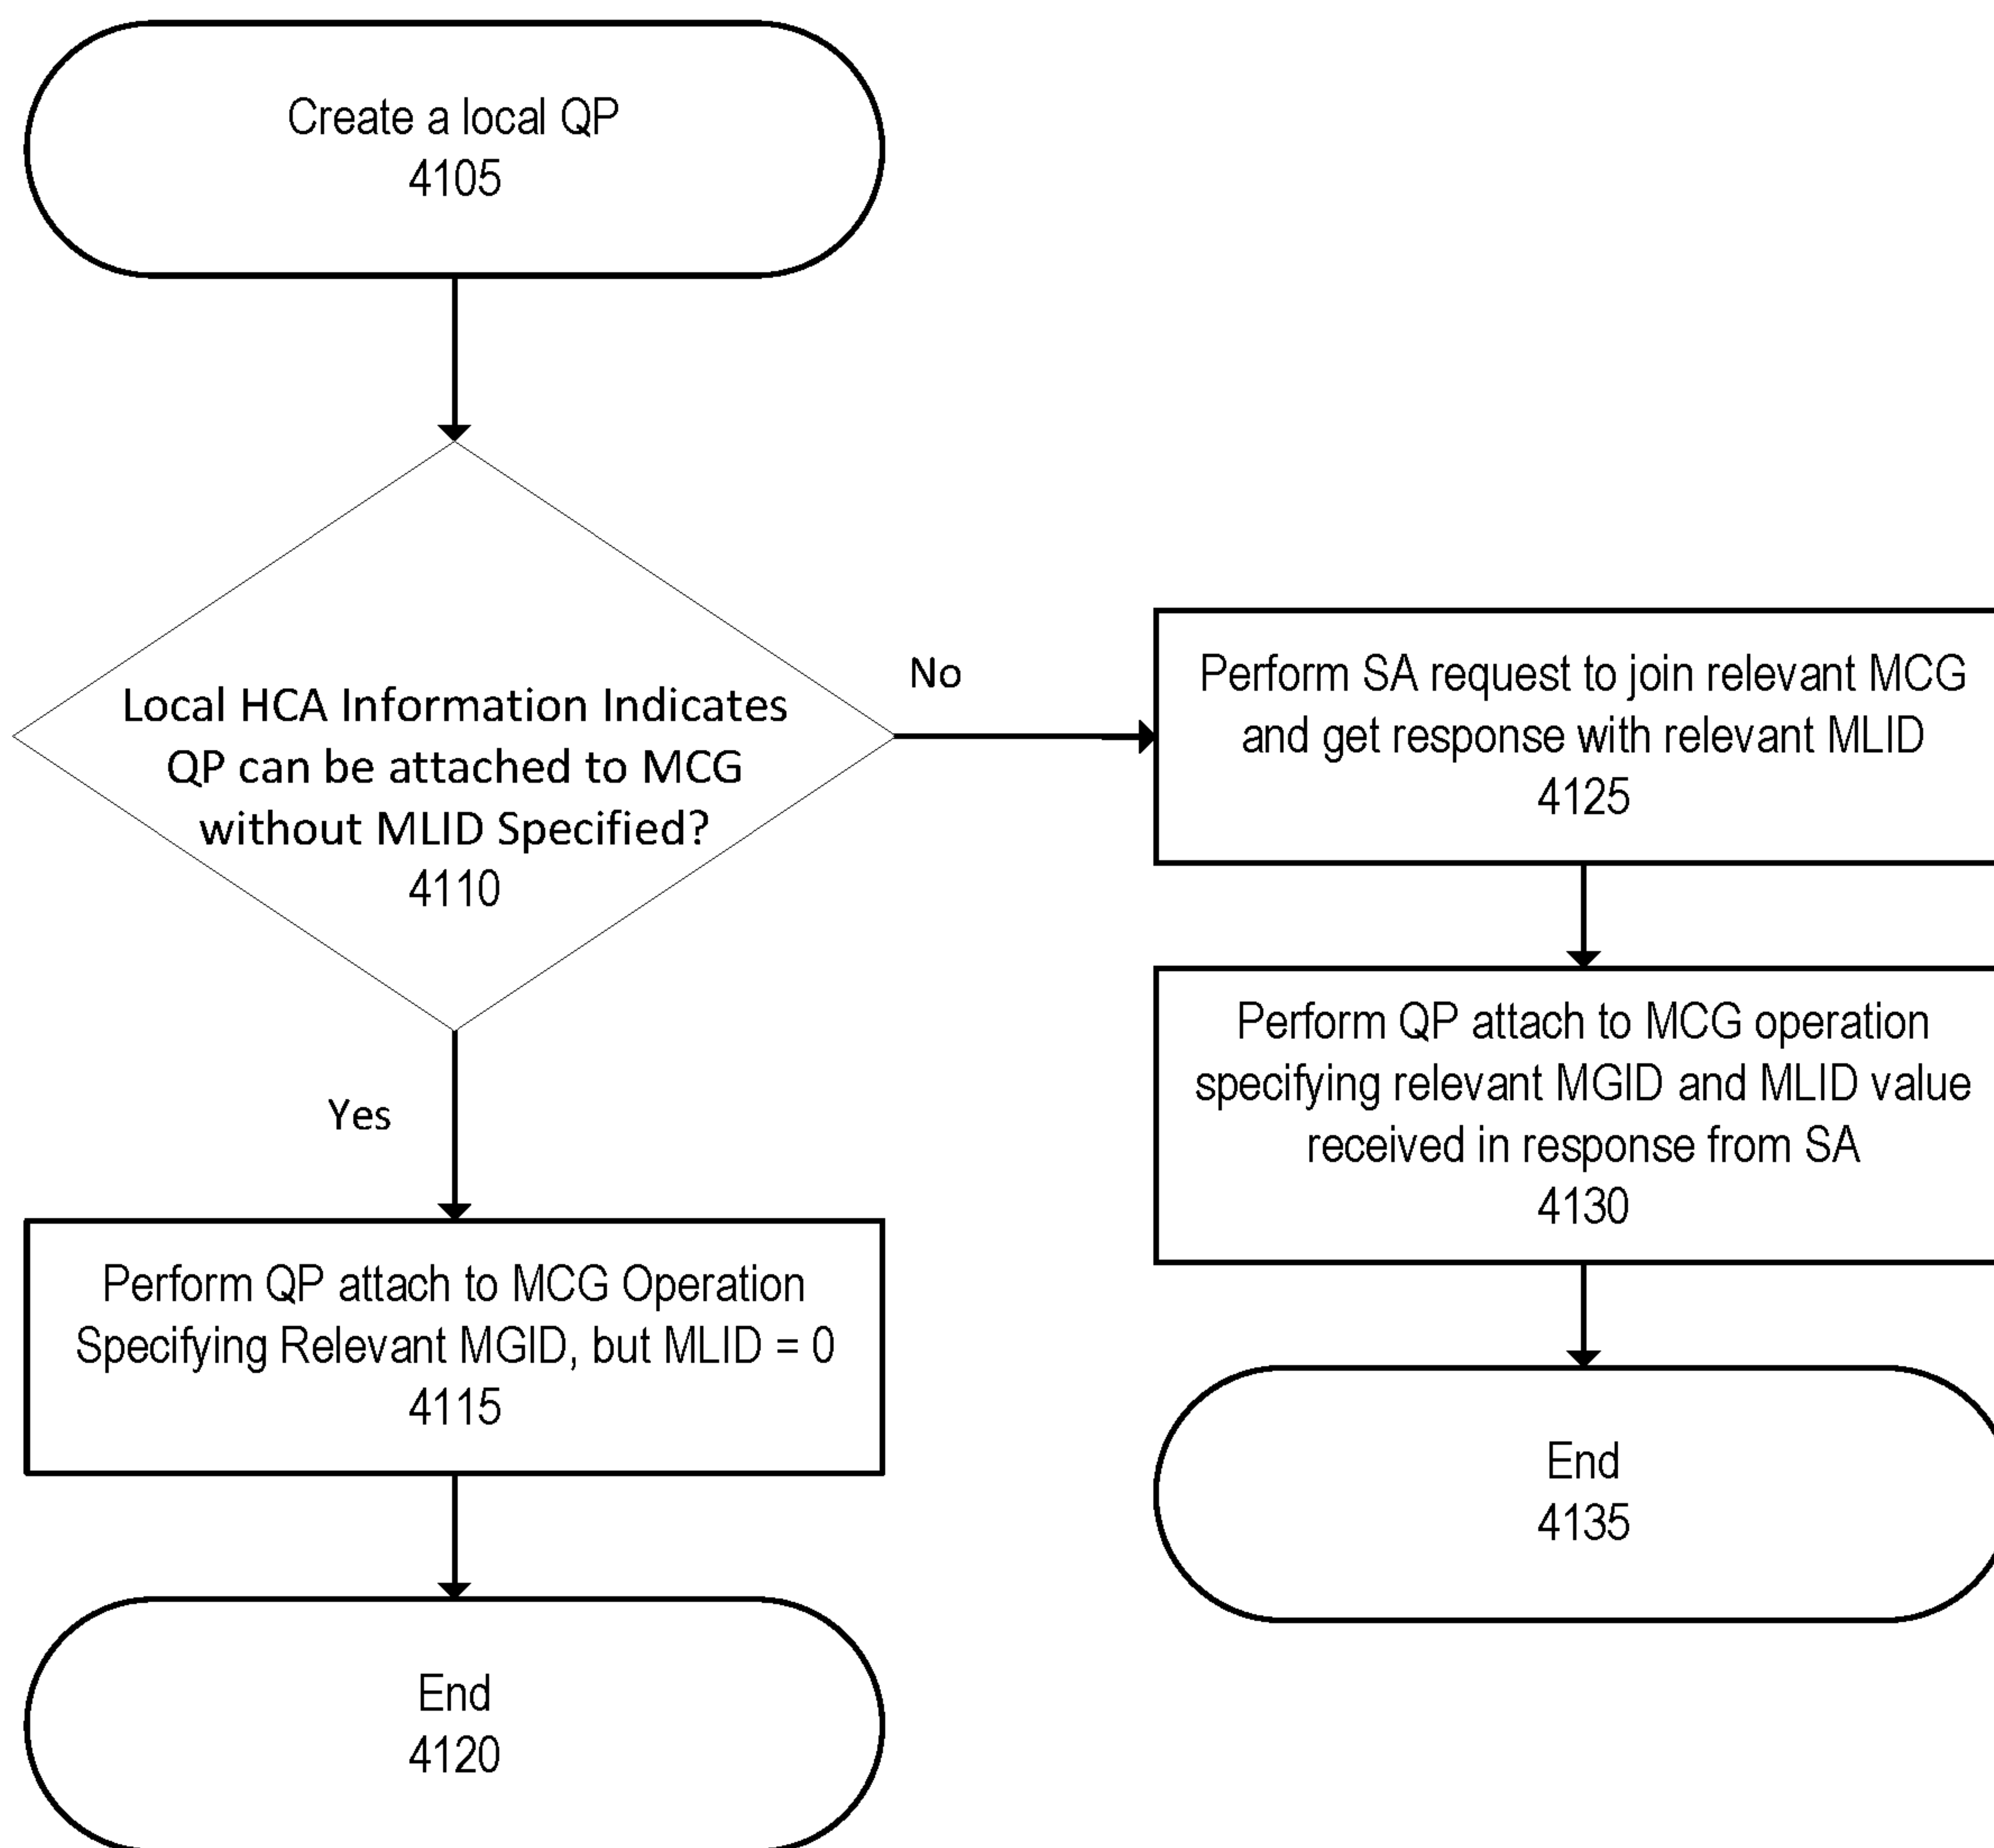 Create a local QP
4105
Local HCA Information Indicates
QP can be attached to MCG
without MLID Specified?
4110
No
Yes
Perform QP attach to MCG Operation
Specifying Relevant MGID, but MLID = 0
4115
End
4120
Perform SA request to join relevant MCG
and get response with relevant MLID
4125
Perform QP attach to MCG operation
specifying relevant MGID and MLID value
received in response from SA
4130
End
4135